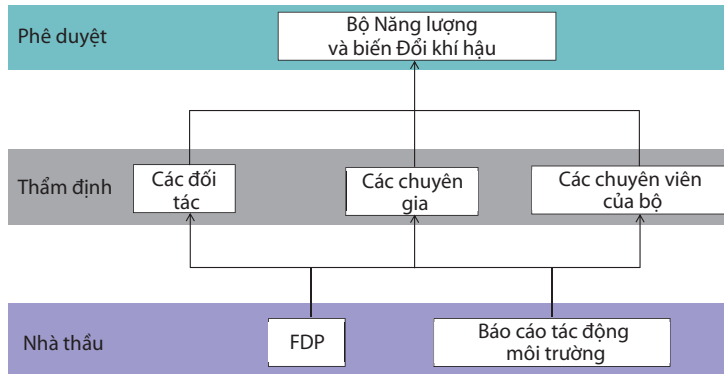 Phê duyệt
Bộ Năng lượng
và biến Đổi khí hậu
Thẩm định
Các đối
tác
Các chuyên
gia
Các chuyên viên
của bộ
Nhà thầu
FDP
Báo cáo tác động
môi trường